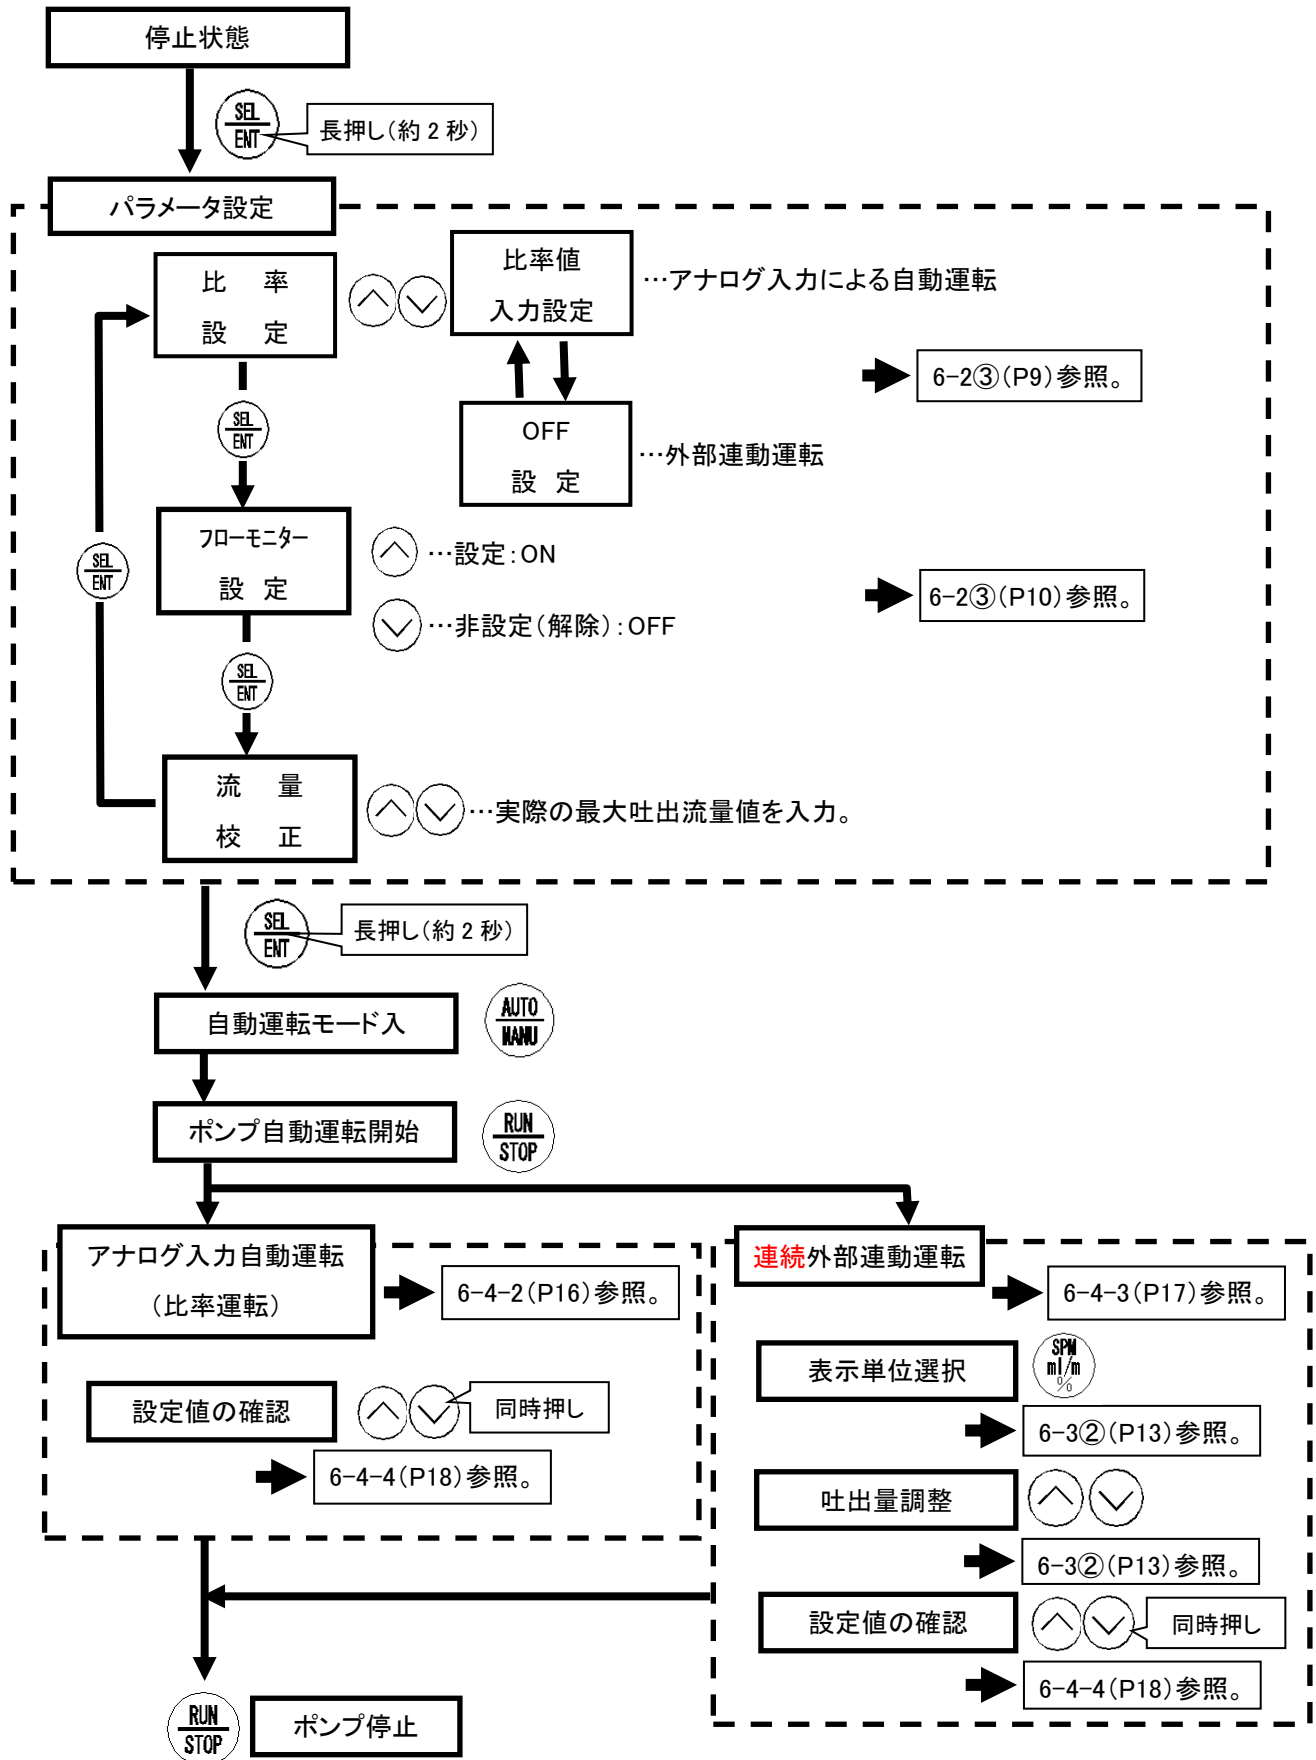 停止状態
SEL
ENT
長押し(約2秒)
パラメータ設定
比 率
設 定
比率値
入力設定
…アナログ入力による自動運転
6-2③(P9)参照。
SEL
ENT
OFF
設 定
…外部連動運転
フローモニター
設 定
…設定:ON
…非設定(解除):OFF
6-2③(P10)参照。
SEL
ENT
SEL
ENT
流 量
校 正
…実際の最大吐出流量値を入力。
SEL
ENT
長押し(約2秒)
自動運転モード入
AUTO
MANU
ポンプ自動運転開始
RUN
STOP
アナログ入力自動運転
(比率運転)
6-4-2(P16)参照。
設定値の確認
同時押し
6-4-4(P18)参照。
連続外部連動運転
6-4-3(P17)参照。
表示単位選択
SPM
ml/m
%
6-3②(P13)参照。
吐出量調整
6-3②(P13)参照。
設定値の確認
同時押し
6-4-4(P18)参照。
RUN
STOP
ポンプ停止